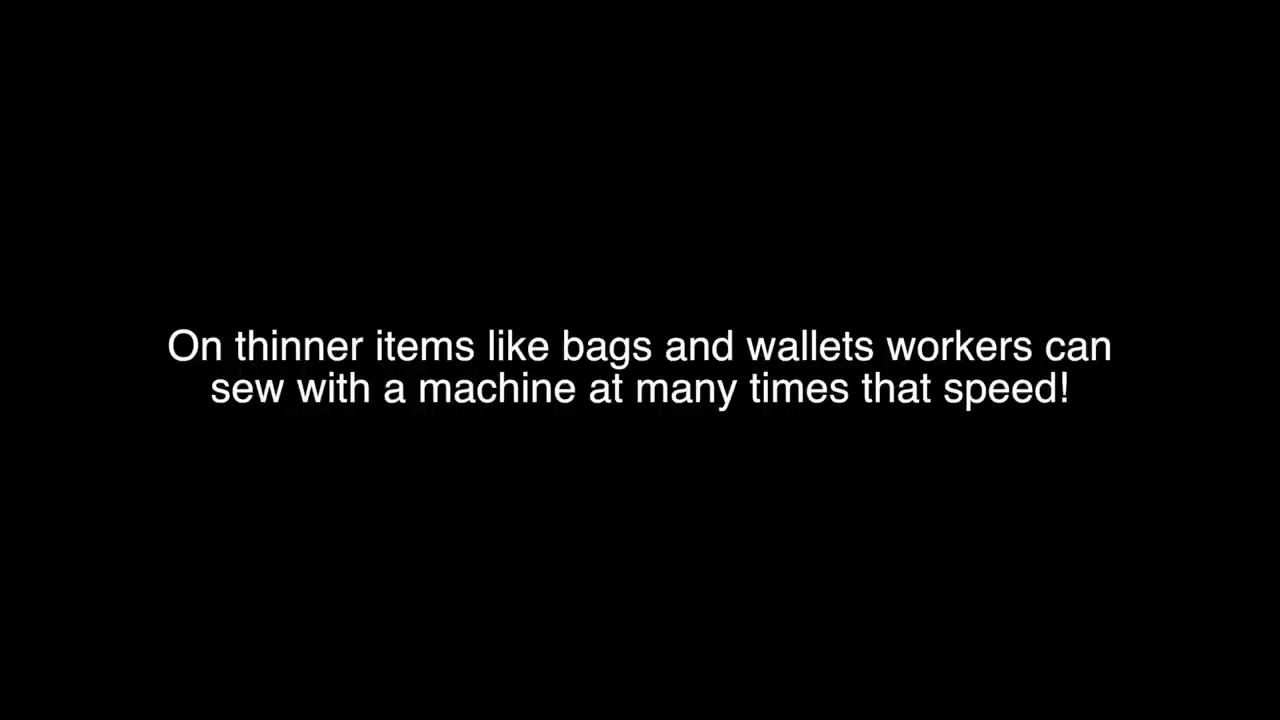 On thinner items like bags and wallets workers can
sew with a machine at many times that speed!